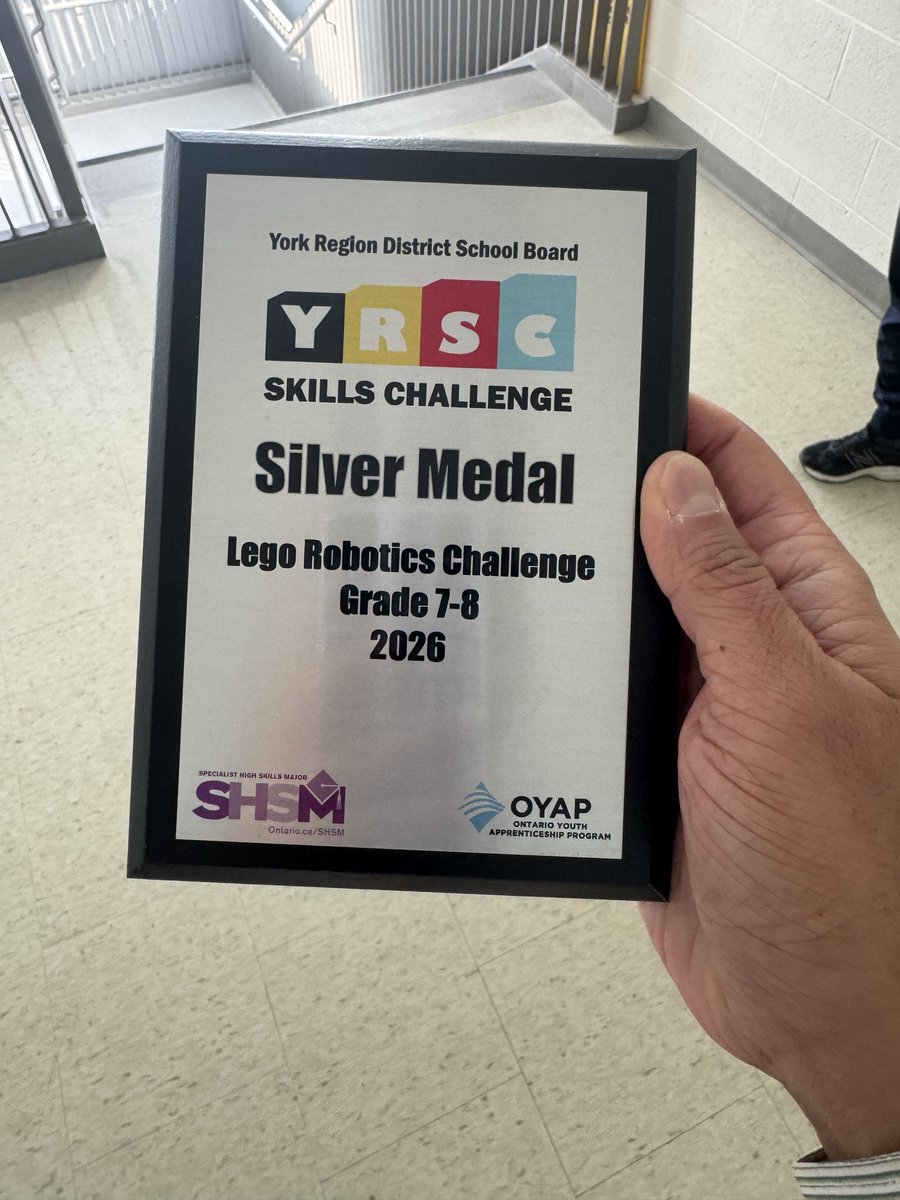 York Region District School Board
YRSC
SKILLS CHALLENGE
Silver Medal
Lego Robotics Challenge
Grade 7-8
2026
SPECIALIST HIGH SKILLS MAJOR
SHSM
Ontario.ca/SHSM
OYAP
ONTARIO YOUTH
APPRENTICESHIP PROGRAM